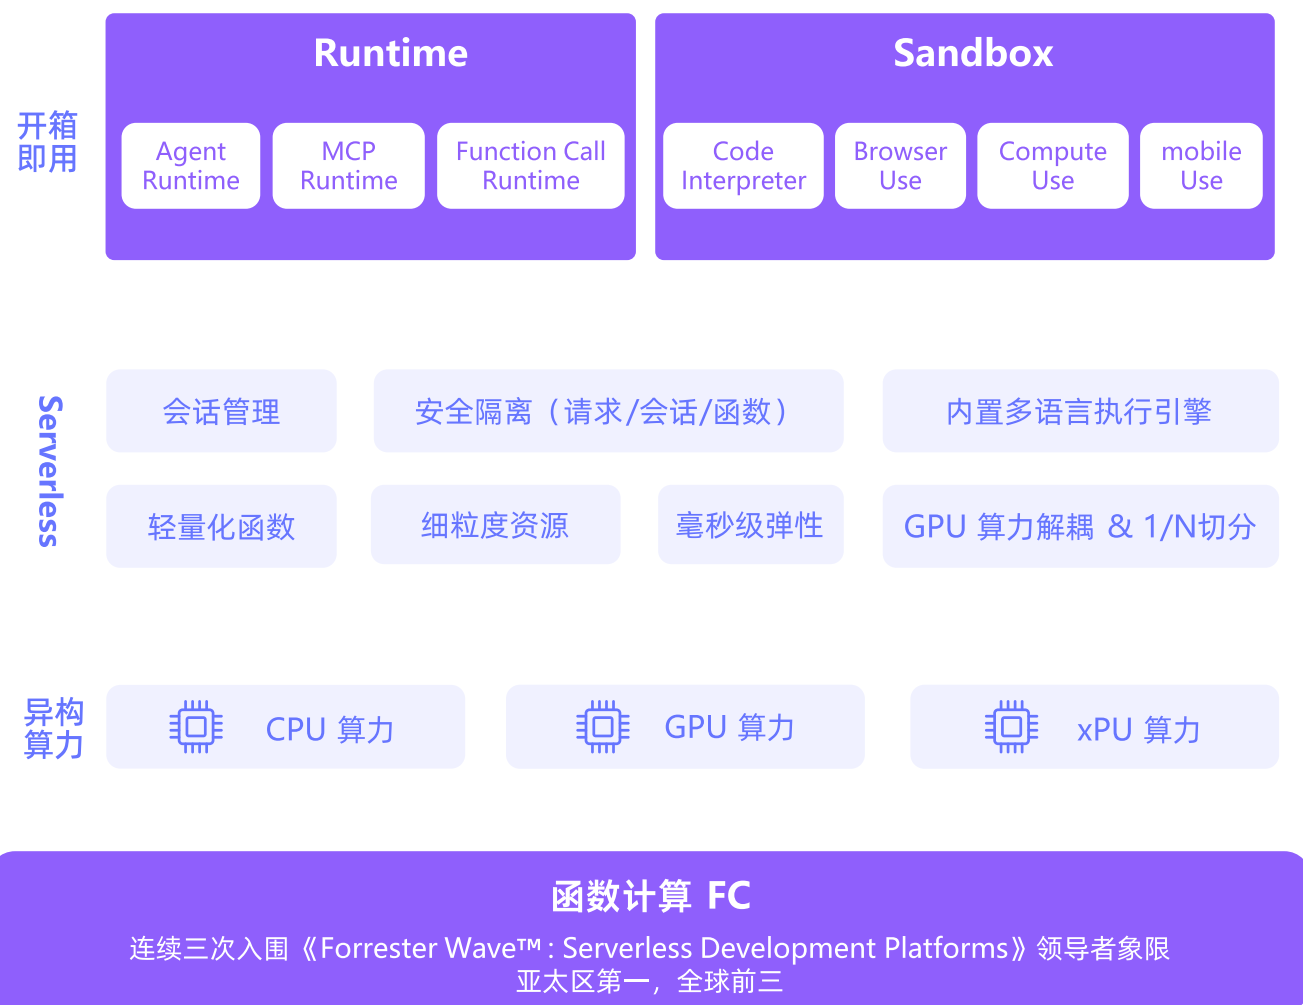 Runtime
Sandbox
开箱
即用
Agent
Runtime
MCP
Runtime
Function Call
Runtime
Code
Interpreter
Browser
Use
Compute
Use
mobile
Use
Serverless
会话管理
安全隔离（请求/会话/函数）
内置多语言执行引擎
轻量化函数
细粒度资源
毫秒级弹性
GPU 算力解耦 & 1/N切分
异构
算力
CPU 算力
GPU 算力
xPU 算力
函数计算 FC
连续三次入围《Forrester Wave™: Serverless Development Platforms》领导者象限
亚太区第一，全球前三